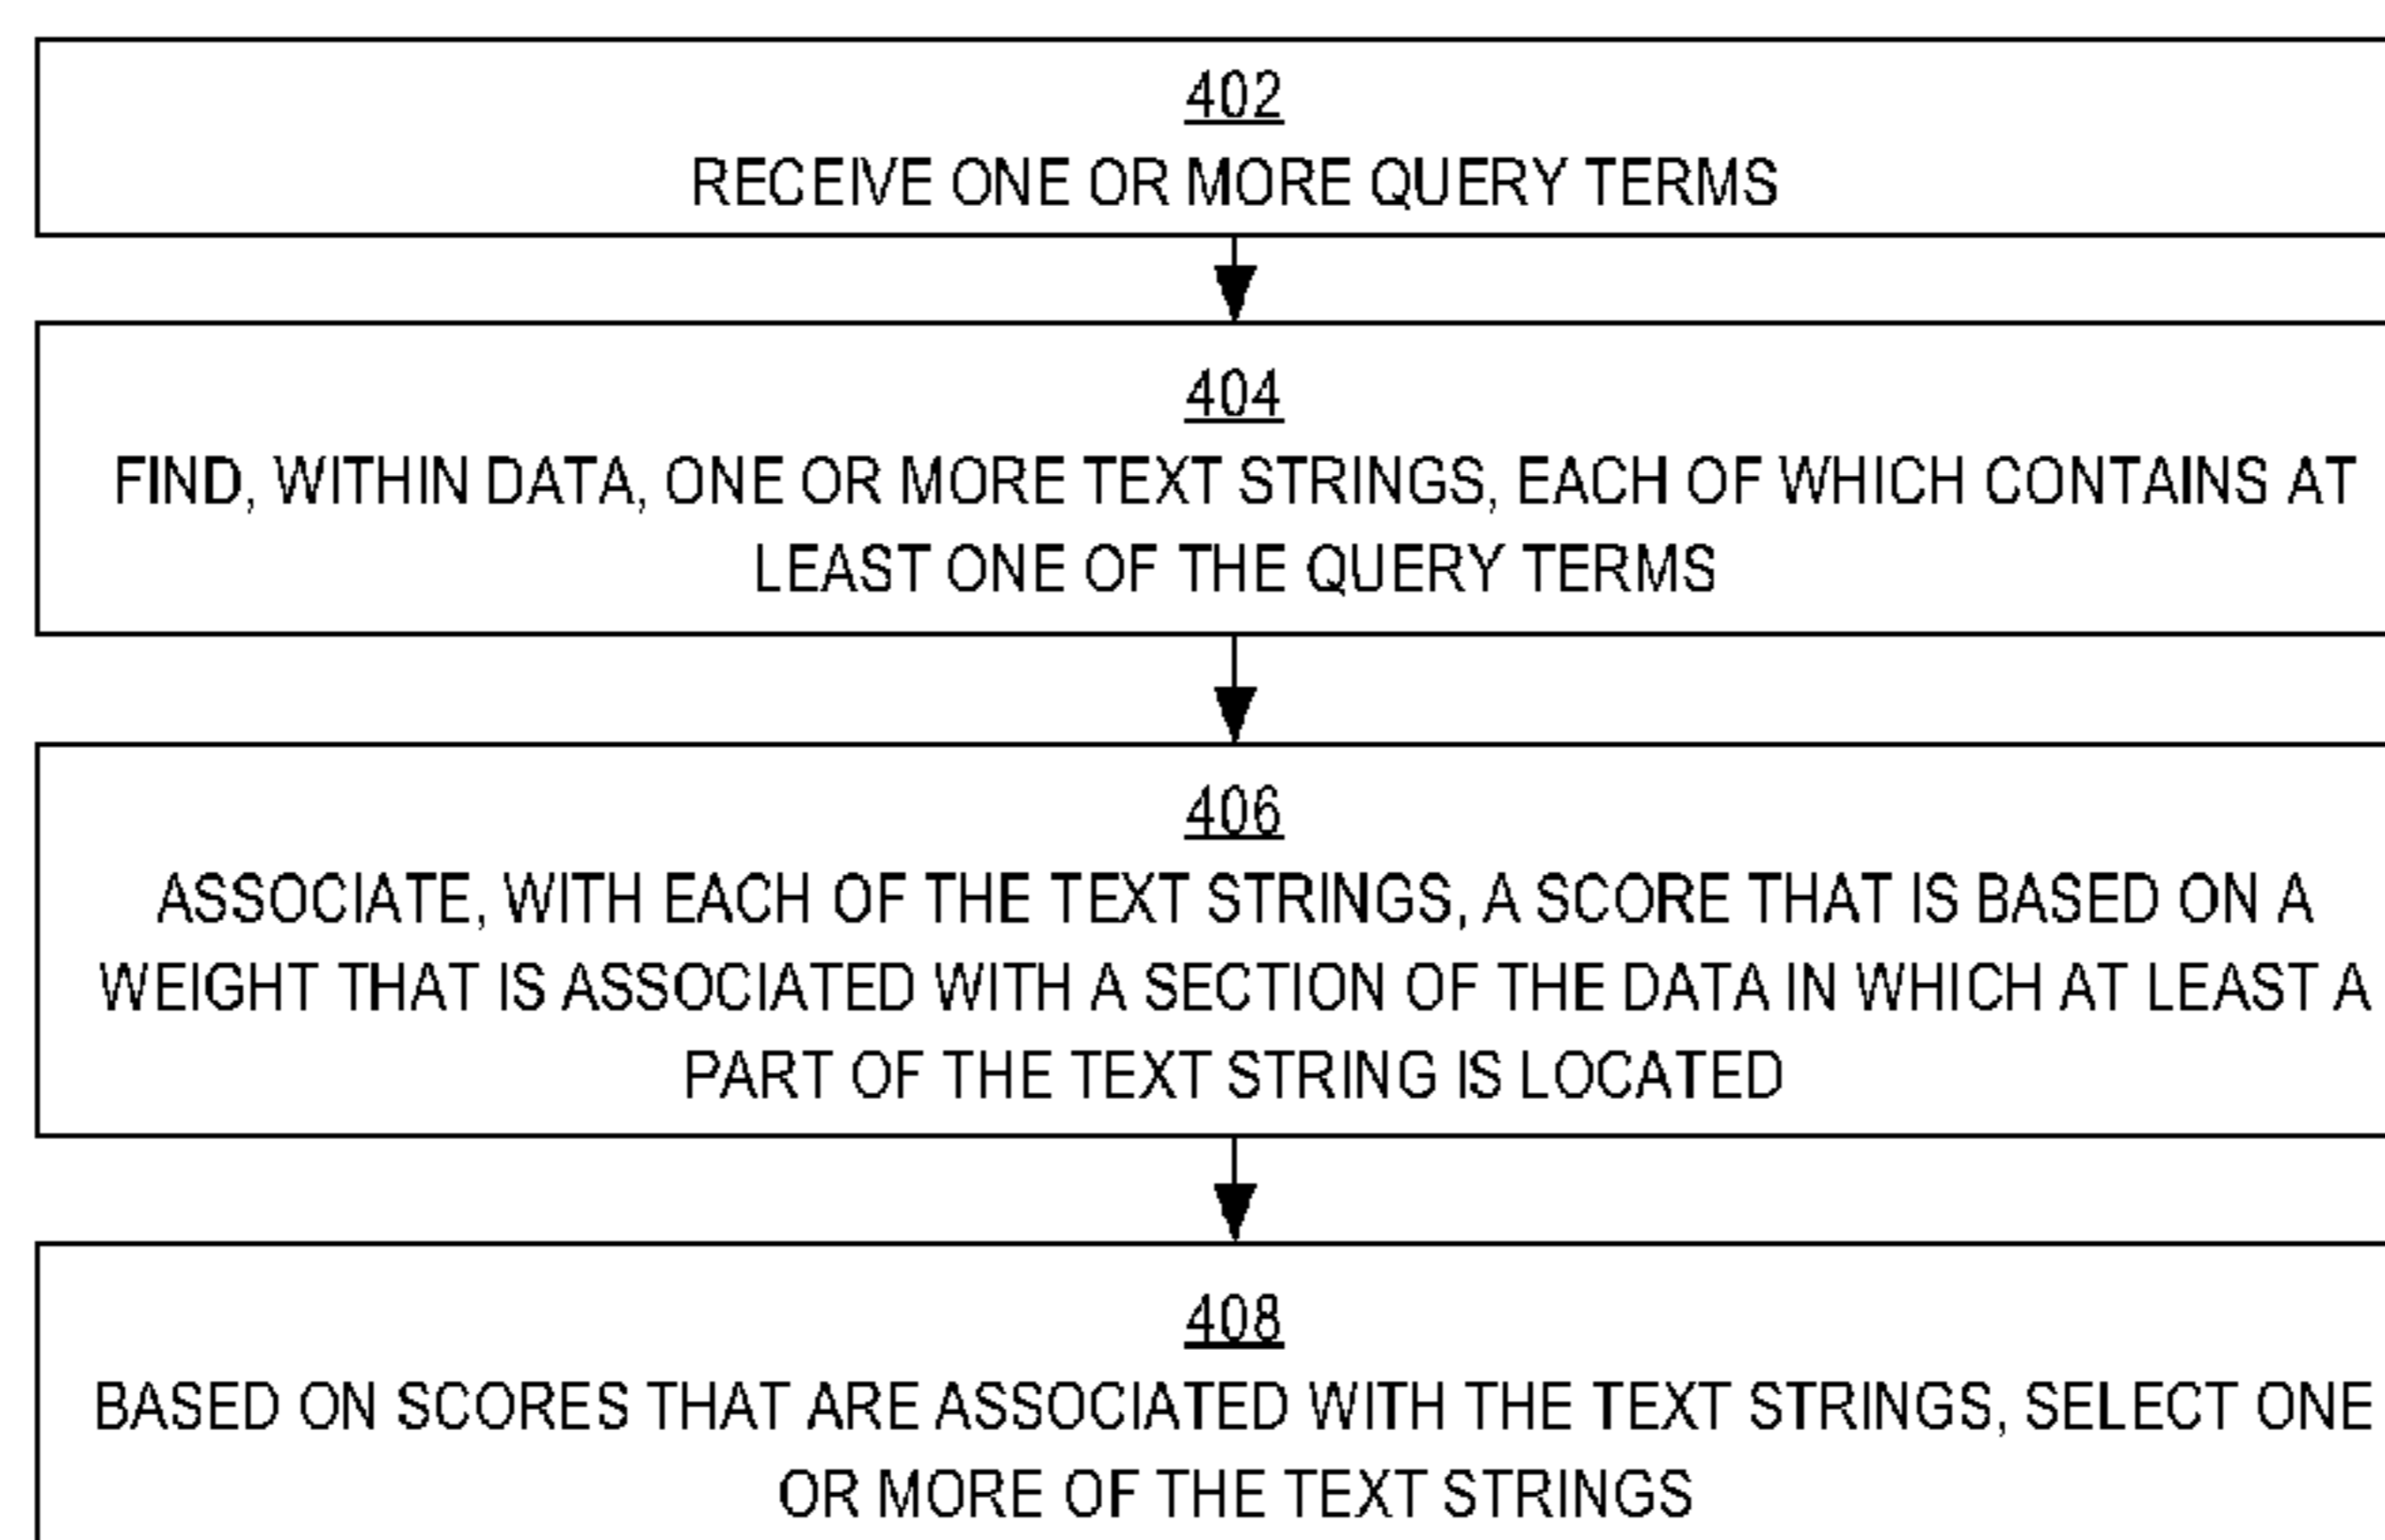 402
RECEIVE ONE OR MORE QUERY TERMS
404
FIND, WITHIN DATA, ONE OR MORE TEXT STRINGS, EACH OF WHICH CONTAINS AT
LEAST ONE OF THE QUERY TERMS
406
ASSOCIATE, WITH EACH OF THE TEXT STRINGS, A SCORE THAT IS BASED ON A
WEIGHT THAT IS ASSOCIATED WITH A SECTION OF THE DATA IN WHICH AT LEAST A
PART OF THE TEXT STRING IS LOCATED
408
BASED ON SCORES THAT ARE ASSOCIATED WITH THE TEXT STRINGS, SELECT ONE
OR MORE OF THE TEXT STRINGS